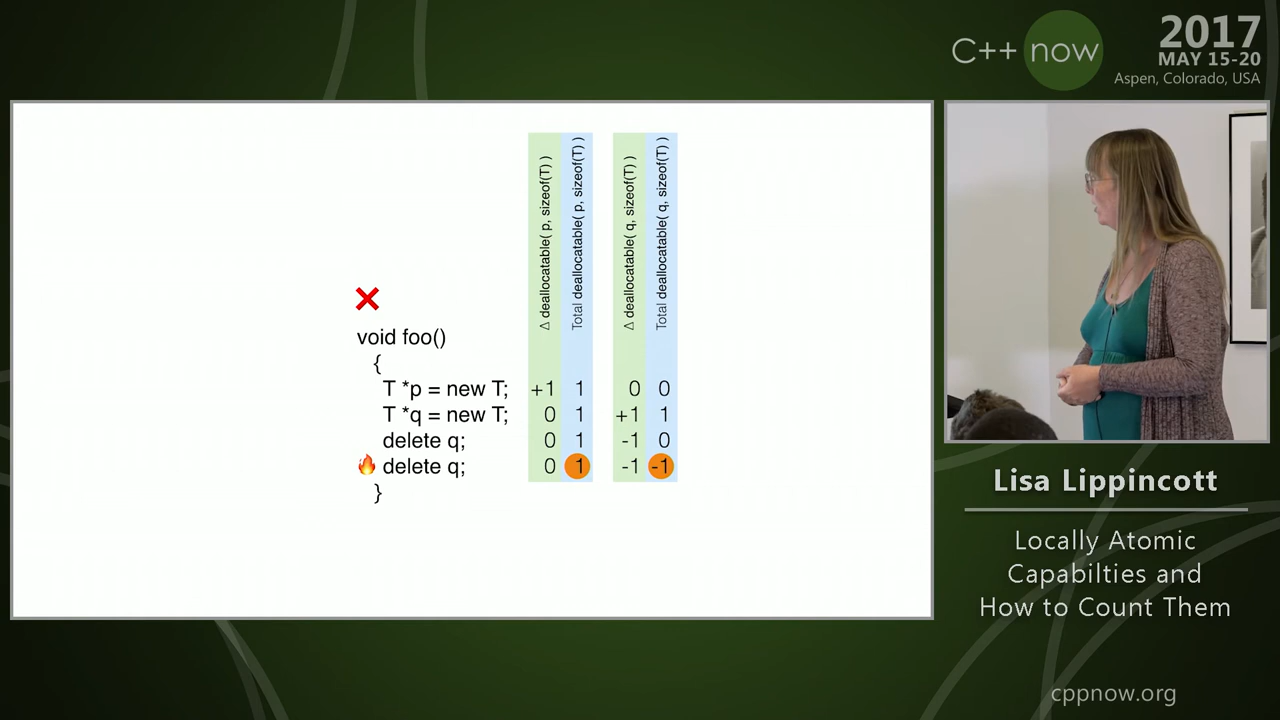 C++ now
2017
MAY 15-20
Aspen, Colorado, USA
Δ deallocatable( p, sizeof(T) )
Total deallocatable( p, sizeof(T) )
Δ deallocatable( q, sizeof(T) )
Total deallocatable( q, sizeof(T) )
void foo()
{
T *p = new T; +1 1 0 0
T *q = new T; 0 1 +1 1
delete q; 0 1 -1 0
delete q; 0 1 -1 -1
}
Lisa Lippincott
Locally Atomic
Capabilties and
How to Count Them
cppnow.org